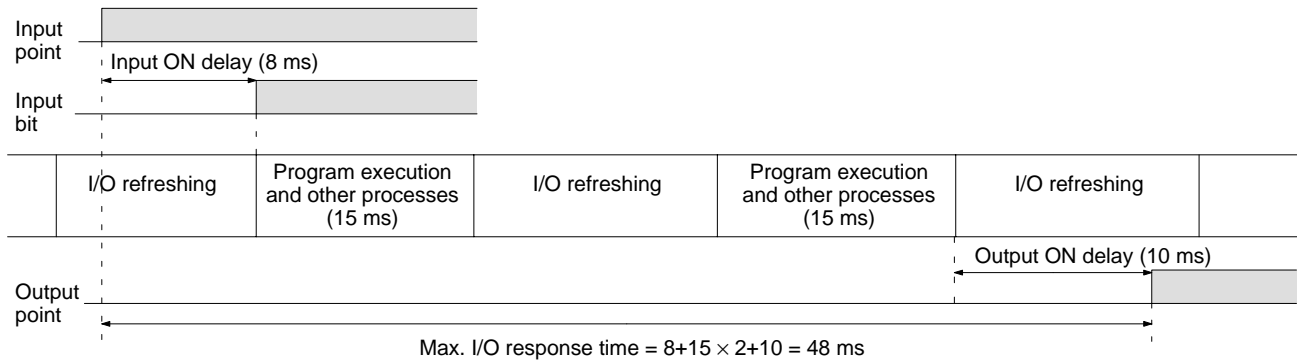 Input
point
Input ON delay (8 ms)
Input
bit
I/O refreshing
Program execution
and other processes
(15 ms)
I/O refreshing
Program execution
and other processes
(15 ms)
I/O refreshing
Output ON delay (10 ms)
Output
point
Max. I/O response time = 8+15 × 2+10 = 48 ms